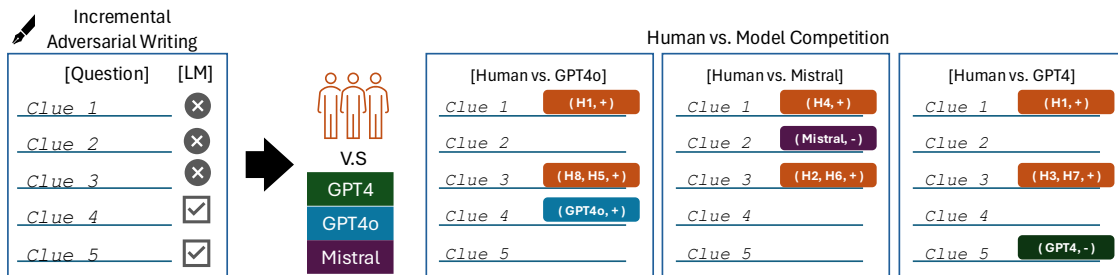 Incremental
Adversarial Writing
[Question] [LM]
Clue 1
Clue 2
Clue 3
Clue 4
Clue 5
V.S
GPT4
GPT4o
Mistral
Human vs. Model Competition
[Human vs. GPT4o]
Clue 1 (H1, +)
Clue 2
Clue 3 (H8, H5, +)
Clue 4 (GPT4o, +)
Clue 5
[Human vs. Mistral]
Clue 1 (H4, +)
Clue 2 (Mistral, -)
Clue 3 (H2, H6, +)
Clue 4
Clue 5
[Human vs. GPT4]
Clue 1 (H1, +)
Clue 2
Clue 3 (H3, H7, +)
Clue 4
Clue 5 (GPT4, -)